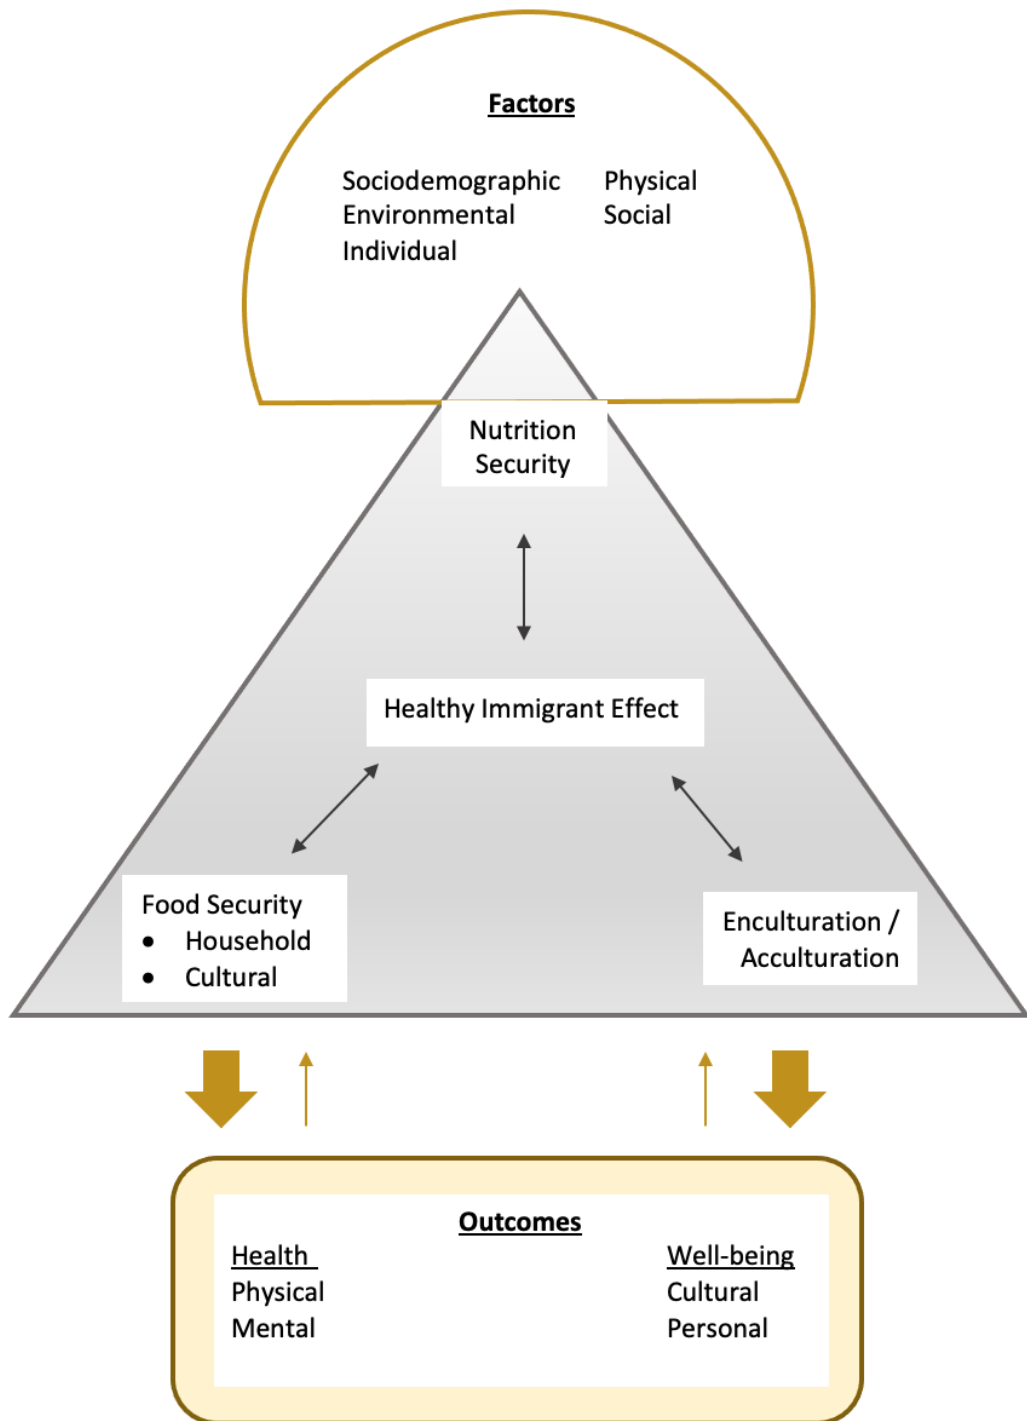 Factors
Sociodemographic Physical
Environmental Social
Individual
Nutrition
Security
Healthy Immigrant Effect
Food Security
• Household
• Cultural
Enculturation /
Acculturation
Outcomes
Health Well-being
Physical Cultural
Mental Personal